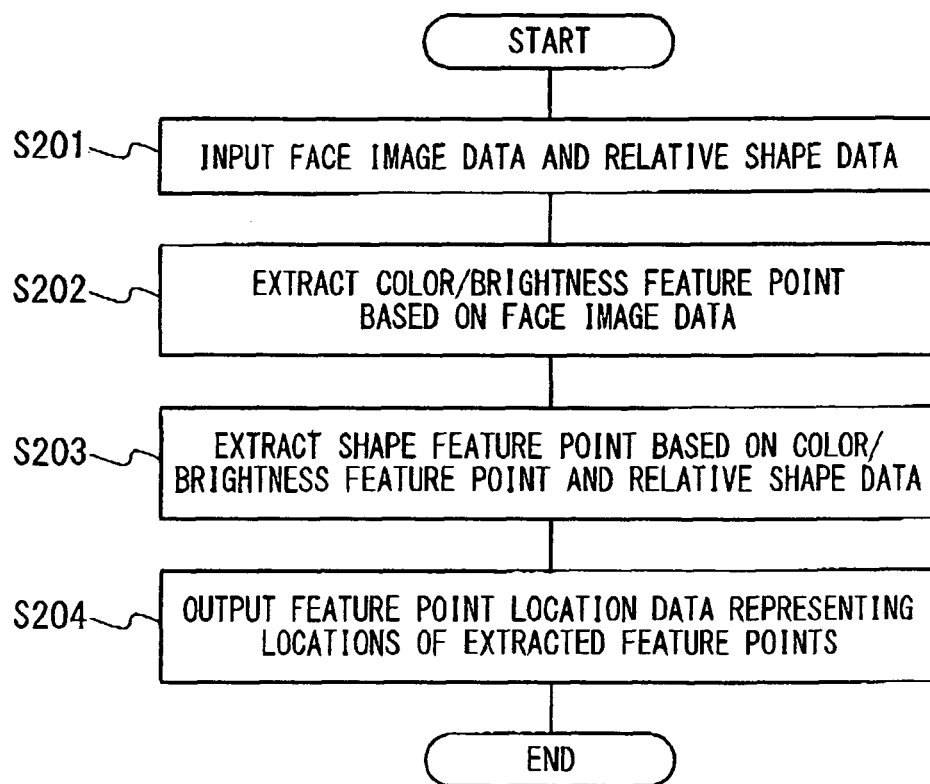 START
S201
INPUT FACE IMAGE DATA AND RELATIVE SHAPE DATA
S202
EXTRACT COLOR/BRIGHTNESS FEATURE POINT
BASED ON FACE IMAGE DATA
S203
EXTRACT SHAPE FEATURE POINT BASED ON COLOR/
BRIGHTNESS FEATURE POINT AND RELATIVE SHAPE DATA
S204
OUTPUT FEATURE POINT LOCATION DATA REPRESENTING
LOCATIONS OF EXTRACTED FEATURE POINTS
END